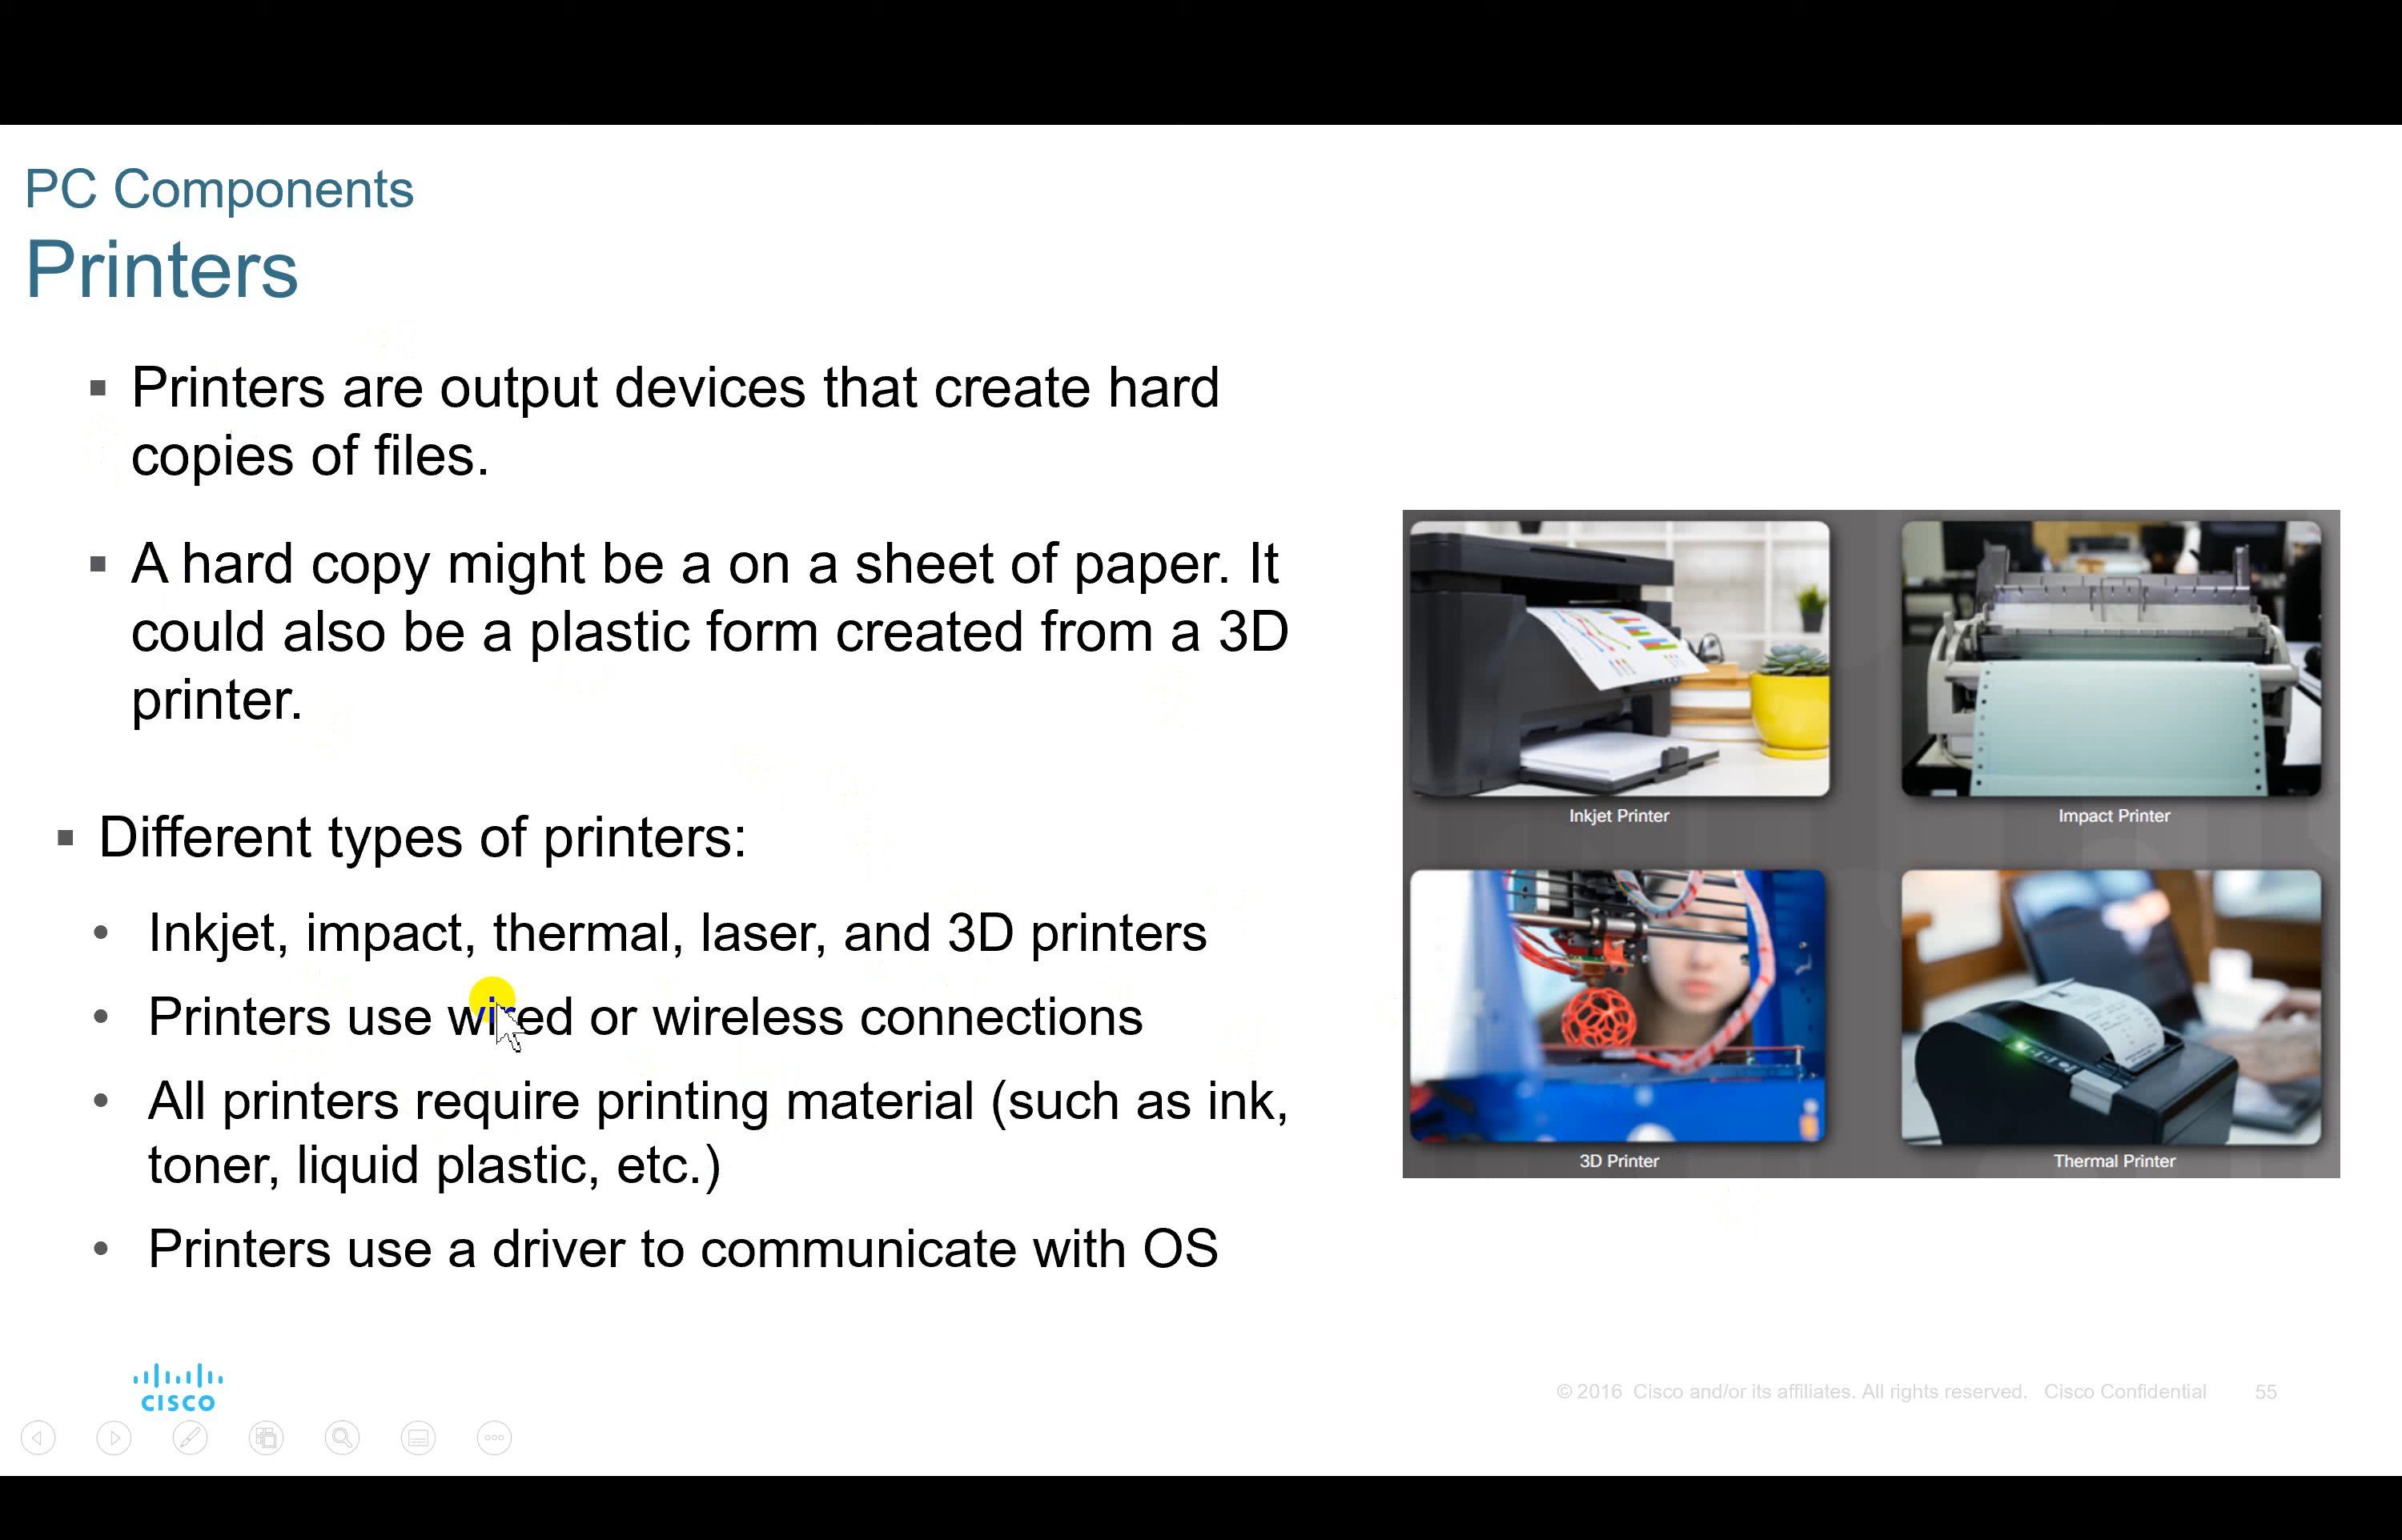 PC Components
Printers
Printers are output devices that create hard
copies of files.
A hard copy might be a on a sheet of paper. It
could also be a plastic form created from a 3D
printer.
Different types of printers:
Inkjet, impact, thermal, laser, and 3D printers
Printers use wired or wireless connections
All printers require printing material (such as ink,
toner, liquid plastic, etc.)
Printers use a driver to communicate with OS
Inkjet Printer
Impact Printer
3D Printer
Thermal Printer
CISCO
© 2016 Cisco and/or its affiliates. All rights reserved. Cisco Confidential 55